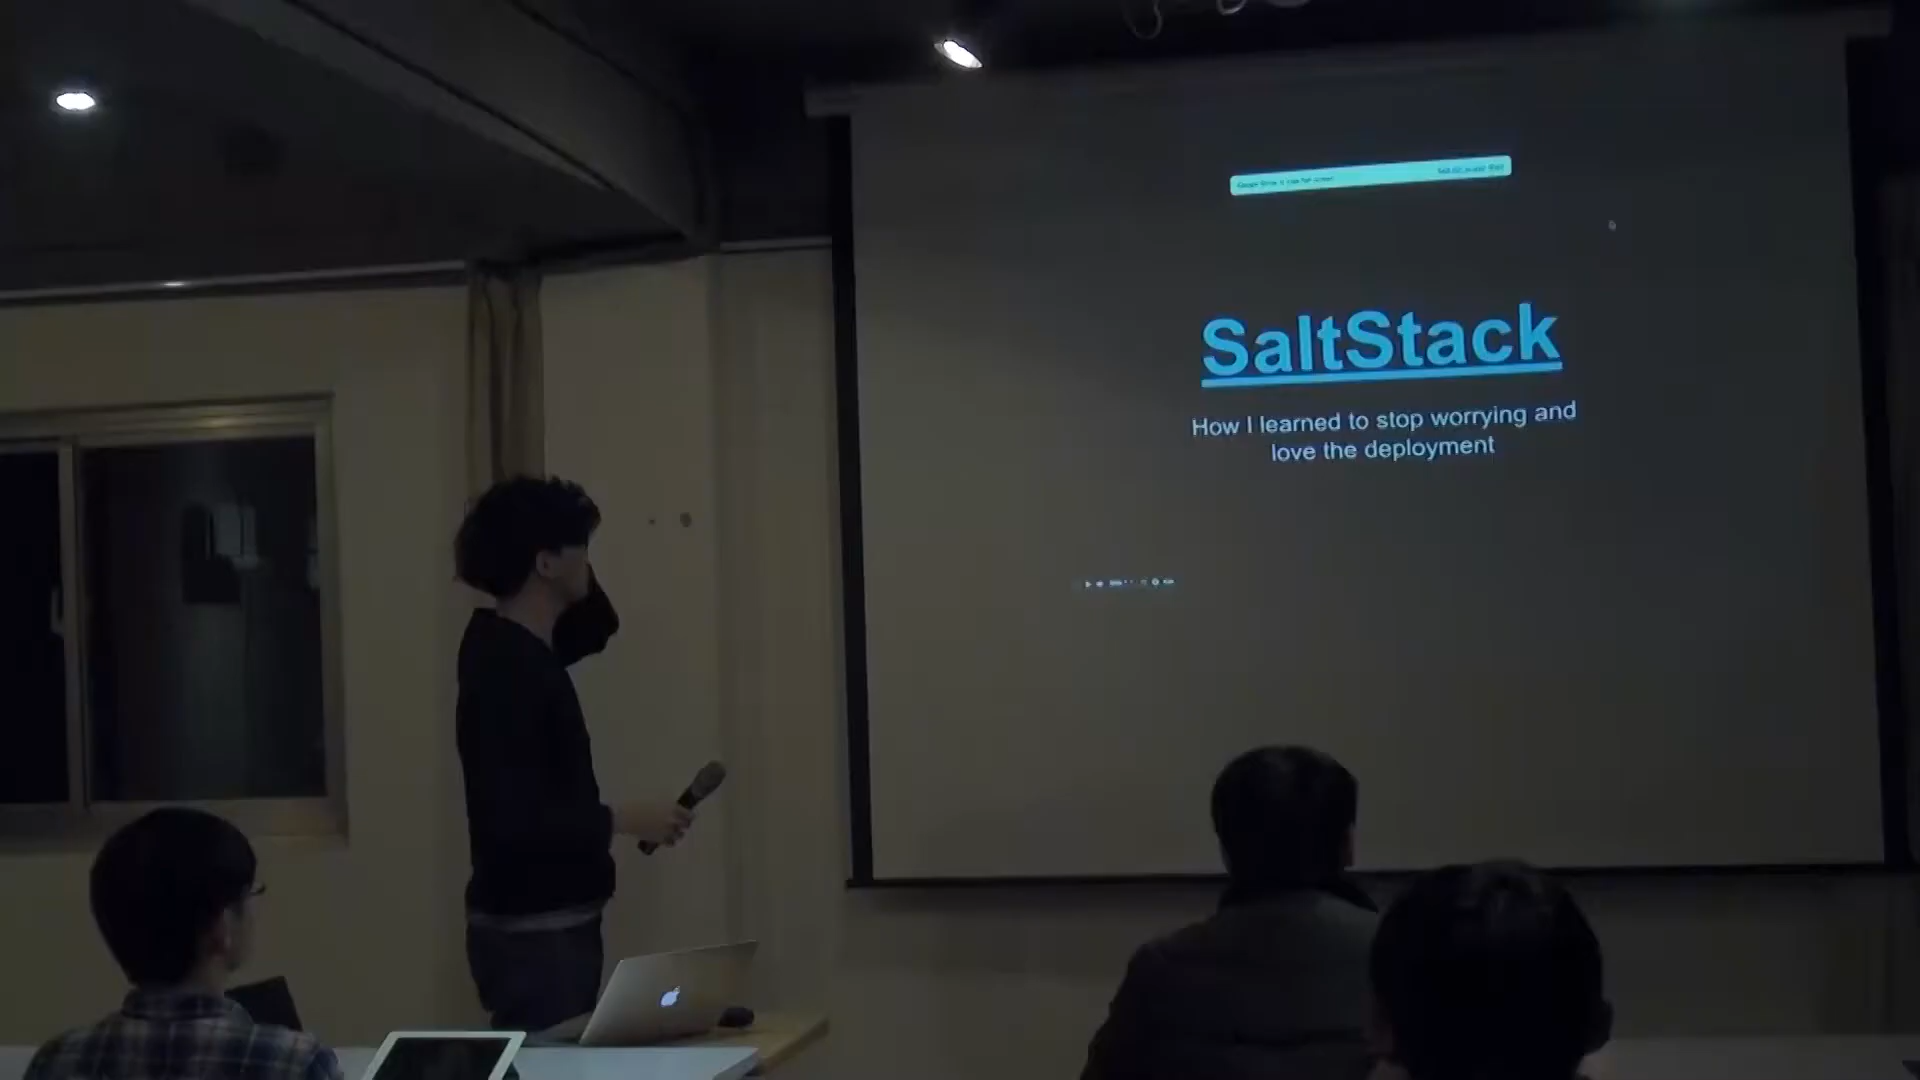 SaltStack
How I learned to stop worrying and
love the deployment